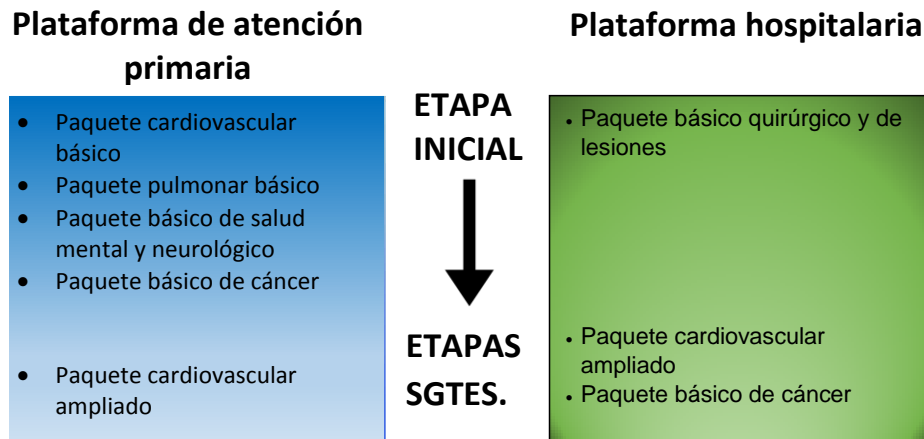 Plataforma de atención
primaria
• Paquete cardiovascular
básico
• Paquete pulmonar básico
• Paquete básico de salud
mental y neurológico
• Paquete básico de cáncer
• Paquete cardiovascular
ampliado
ETAPA
INICIAL
ETAPAS
SGTES.
Plataforma hospitalaria
• Paquete básico quirúrgico y de
lesiones
• Paquete cardiovascular
ampliado
• Paquete básico de cáncer